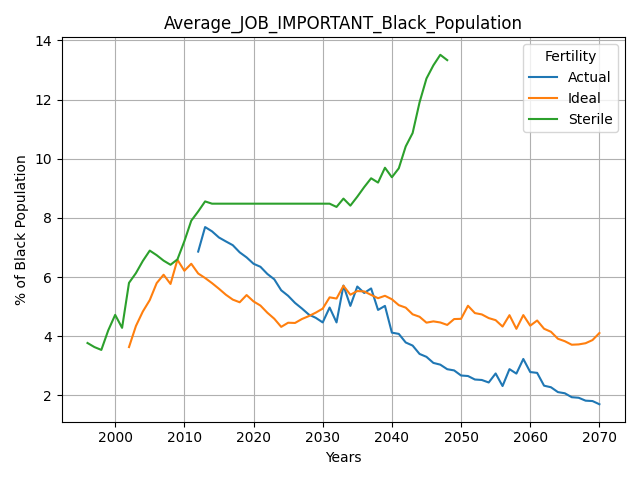 Average_JOB_IMPORTANT_Black_Population
% of Black Population
14
12
10
8
6
4
2
Fertility
Actual
Ideal
Sterile
2000 2010 2020 2030 2040 2050 2060 2070
Years